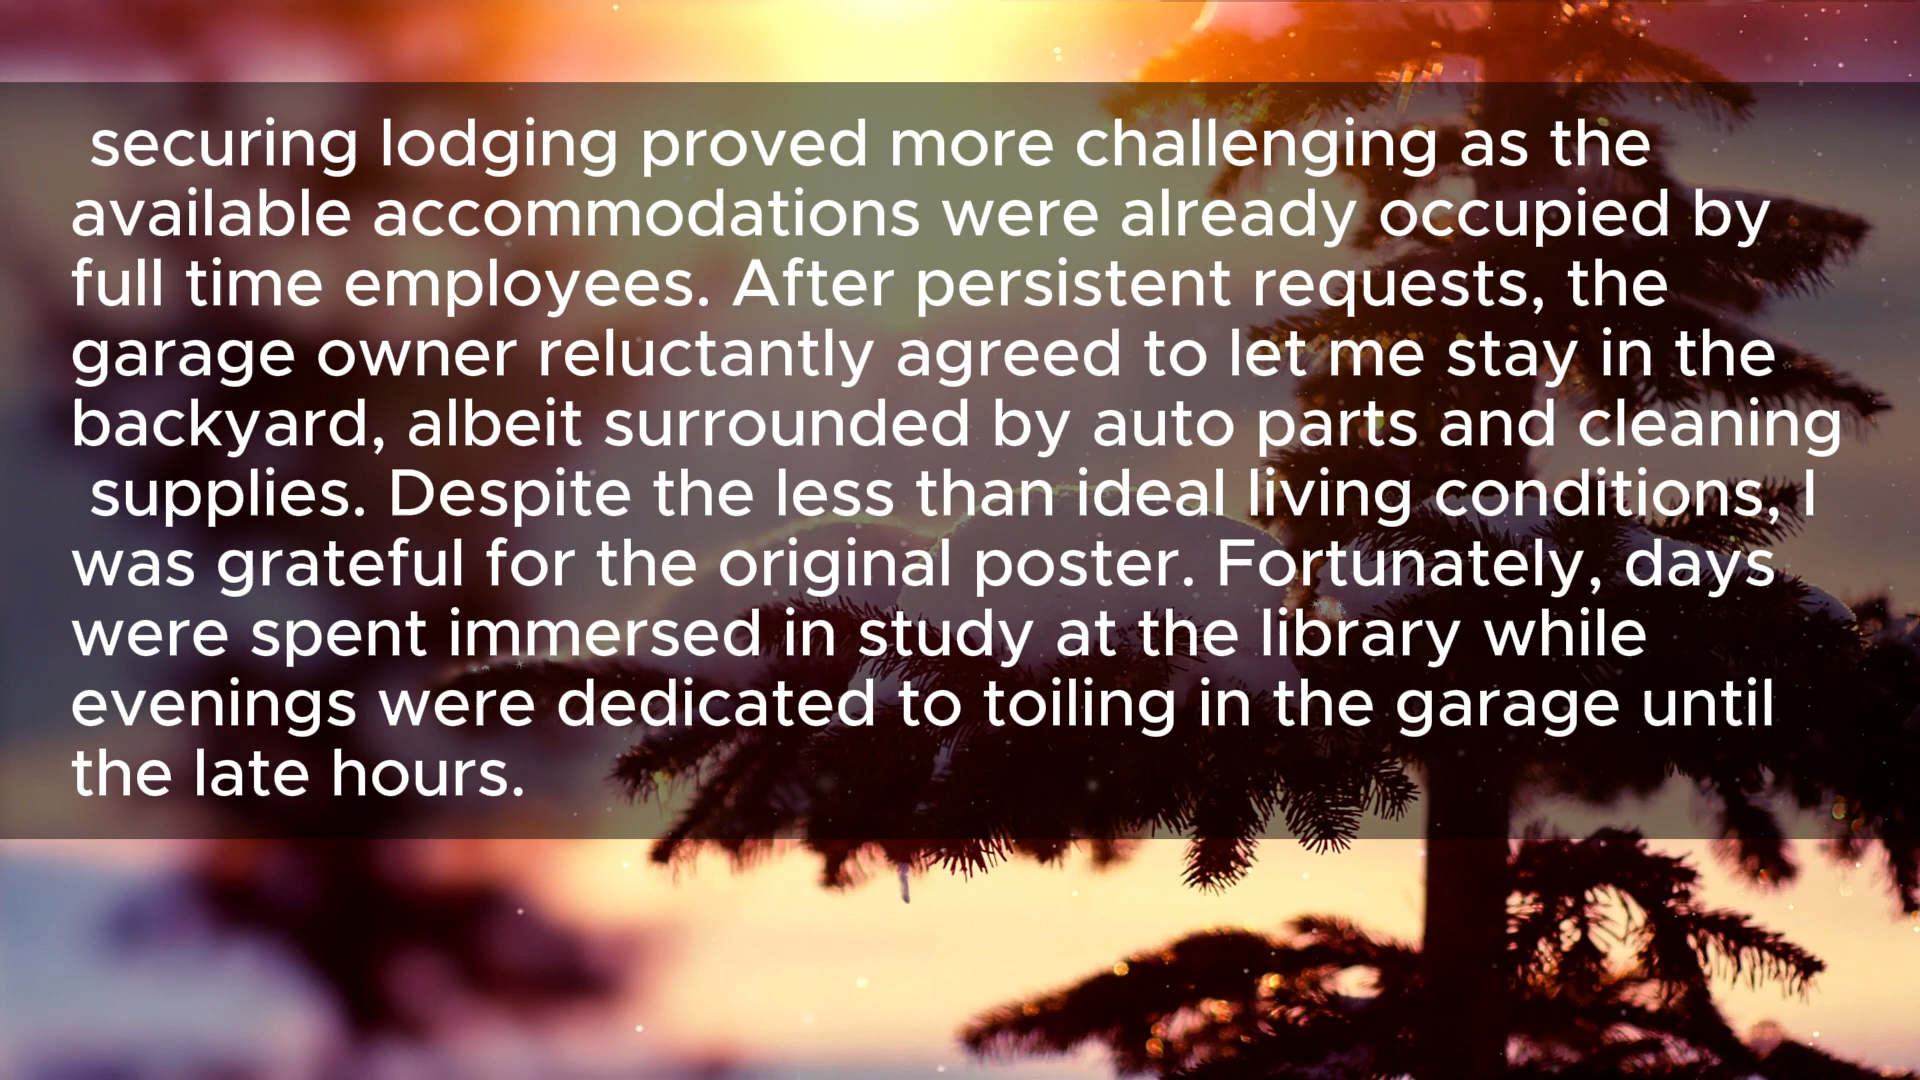 securing lodging proved more challenging as the
available accommodations were already occupied by
full time employees. After persistent requests, the
garage owner reluctantly agreed to let me stay in the
backyard, albeit surrounded by auto parts and cleaning
supplies. Despite the less than ideal living conditions, I
was grateful for the original poster. Fortunately, days
were spent immersed in study at the library while
evenings were dedicated to toiling in the garage until
the late hours.